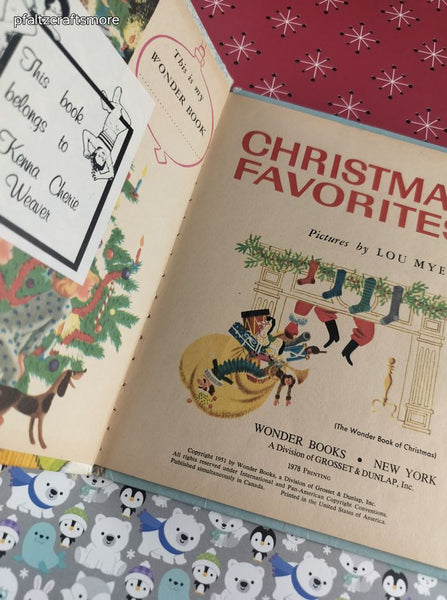 pfaltzcraftsmore
This book
belongs to
Kenna Cherie
Weaver
This is my
WONDER BOOK
CHRISTMA
FAVORITES
Pictures by LOU MYE
(The Wonder Book of Christmas)
WONDER BOOKS • NEW YORK
A Division of GROSSET & DUNLAP, Inc.
1978 PRINTING
Copyright 1951 by Wonder Books, a Division of Grosset & Dunlap, Inc.
All rights reserved under International and Pan-American Copyright Conventions.
Published simultaneously in Canada.
Printed in the United States of America.